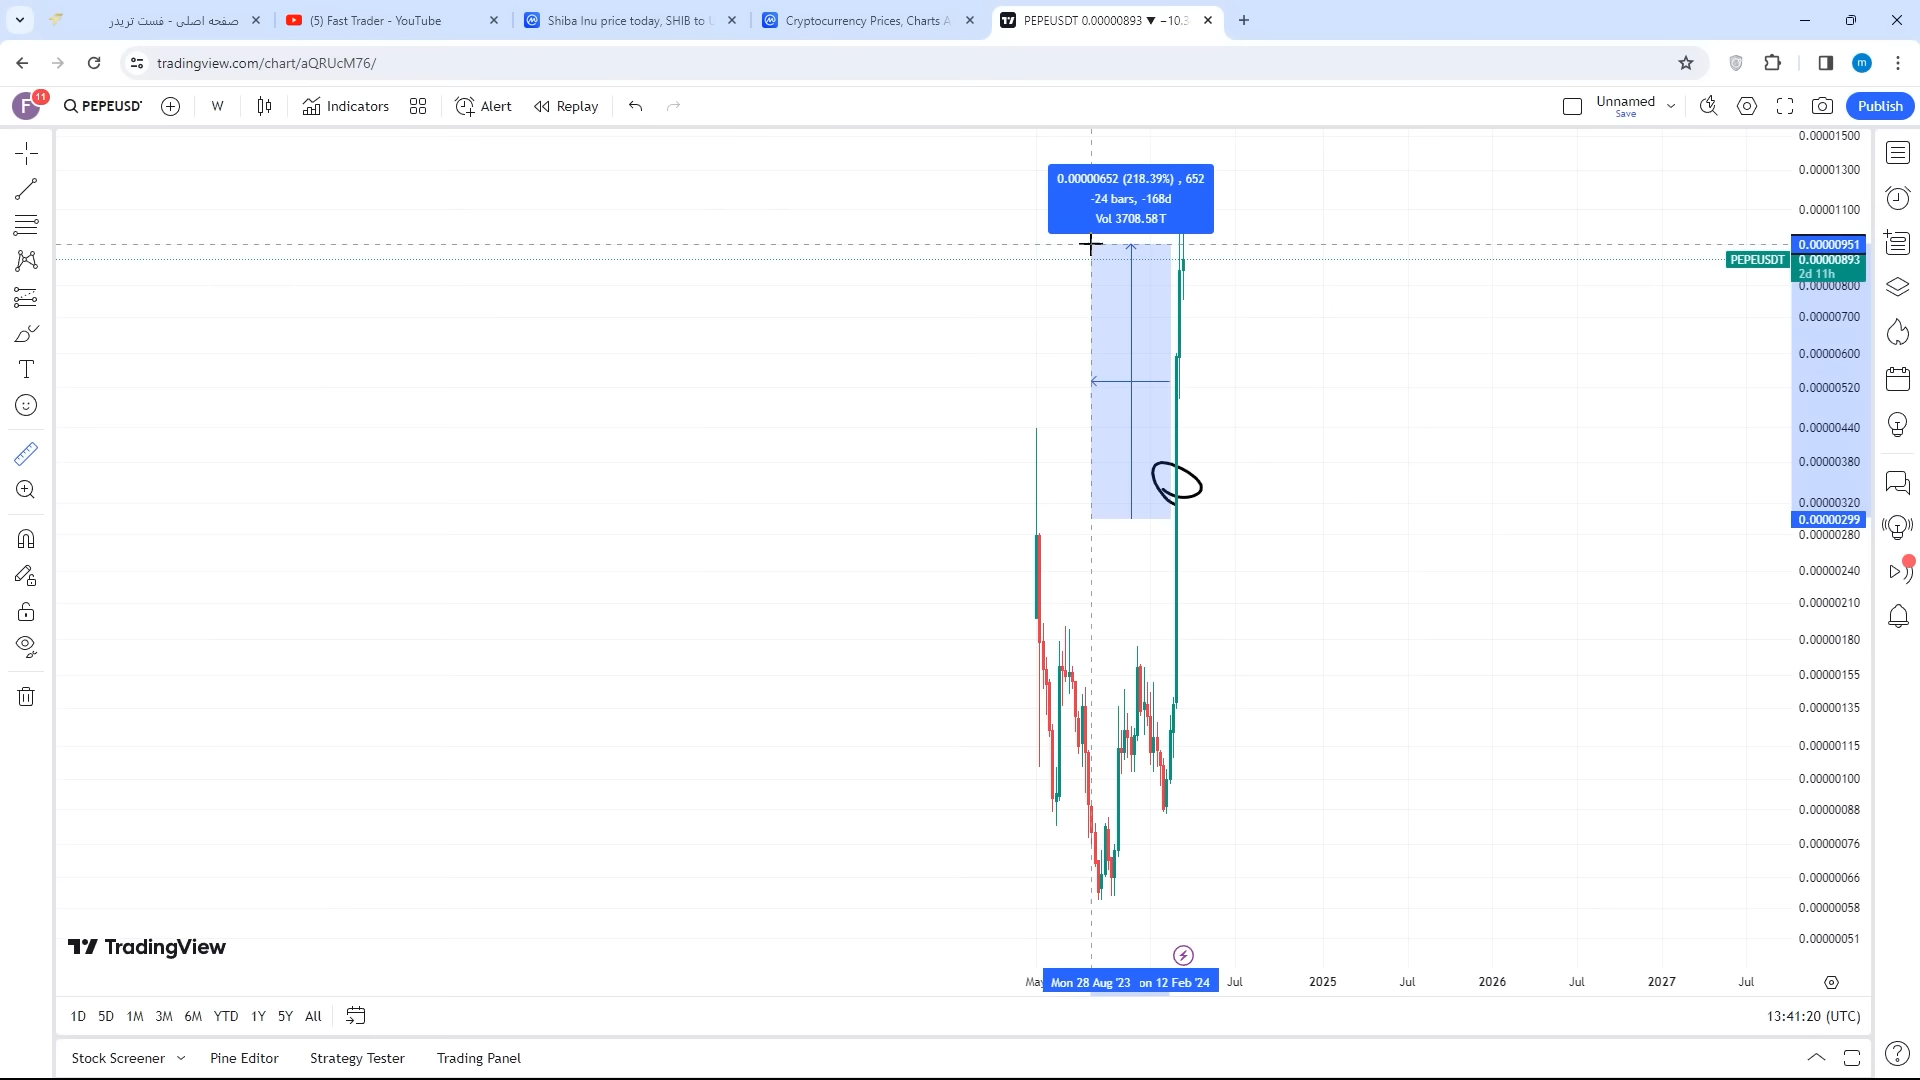 صفحه اصلی - فست تریدر
(5) Fast Trader - YouTube
Shiba Inu price today, SHIB to U
Cryptocurrency Prices, Charts A
PEPEUSDT 0.00000893 ▼ −10.3
tradingview.com/chart/aQRUcM76/
m
F
11
PEPEUSDT
W
Indicators
Alert
Replay
Unnamed
Save
Publish
0.00000652 (218.39%) , 652
-24 bars, -168d
Vol 3708.58T
0.00001500
0.00001300
0.00001100
0.00000951
PEPEUSDT
0.00000893
2d 11h
0.00000800
0.00000700
0.00000600
0.00000520
0.00000440
0.00000380
0.00000320
0.00000299
0.00000280
0.00000240
0.00000210
0.00000180
0.00000155
0.00000135
0.00000115
0.00000100
0.00000088
0.00000076
0.00000066
0.00000058
0.00000051
TradingView
May
Mon 28 Aug '23
on 12 Feb '24
Jul
2025
Jul
2026
Jul
2027
Jul
1D 5D 1M 3M 6M YTD 1Y 5Y All
13:41:20 (UTC)
Stock Screener
Pine Editor
Strategy Tester
Trading Panel